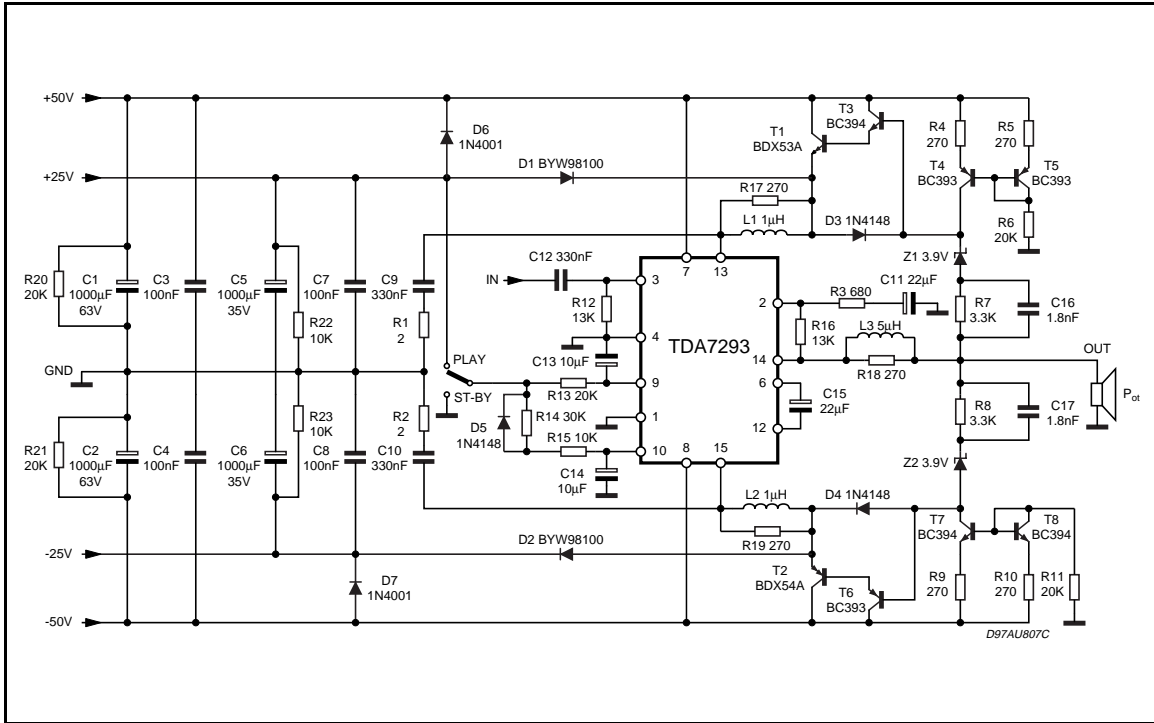 +50V
D6
1N4001
T3
BC394
T1
BDX53A
R4
270
R5
270
+25V
D1 BYW98100
T4
BC393
T5
BC393
R17 270
L1 1µH
D3 1N4148
R6
20K
Z1 3.9V
R20
20K
C1
1000µF
63V
C3
100nF
C5
1000µF
35V
C7
100nF
C9
330nF
C12 330nF
IN
3
7
13
R12
13K
R22
10K
R1
2
2
R3 680
C11 22µF
R16
13K
L3 5µH
R7
3.3K
C16
1.8nF
4
TDA7293
14
R18 270
OUT
GND
PLAY
C13 10µF
ST-BY
R13 20K
9
6
C15
22µF
12
Pot
R21
20K
C2
1000µF
63V
C4
100nF
R23
10K
C6
1000µF
35V
C8
100nF
R2
2
C10
330nF
D5
1N4148
R14 30K
R15 10K
1
10
8
15
C14
10µF
R8
3.3K
C17
1.8nF
Z2 3.9V
L2 1µH
D4 1N4148
R19 270
-25V
D2 BYW98100
T7
BC394
T8
BC394
D7
1N4001
T2
BDX54A
T6
BC393
R9
270
R10
270
R11
20K
-50V
D97AU807C